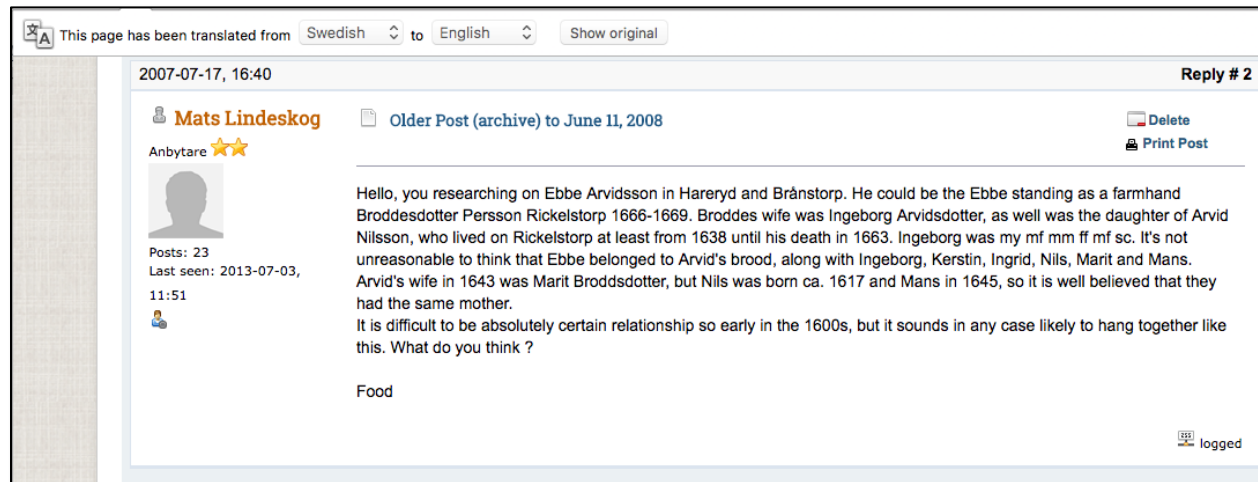 This page has been translated from Swedish to English Show original
2007-07-17, 16:40 Reply # 2
Mats Lindeskog Older Post (archive) to June 11, 2008 Delete
Anbytare Print Post
Hello, you researching on Ebbe Arvidsson in Hareryd and Brånstorp. He could be the Ebbe standing as a farmhand
Broddesdotter Persson Rickelstorp 1666-1669. Broddes wife was Ingeborg Arvidsdotter, as well was the daughter of Arvid
Nilsson, who lived on Rickelstorp at least from 1638 until his death in 1663. Ingeborg was my mf mm ff mf sc. It's not
unreasonable to think that Ebbe belonged to Arvid's brood, along with Ingeborg, Kerstin, Ingrid, Nils, Marit and Mans.
Arvid's wife in 1643 was Marit Broddsdotter, but Nils was born ca. 1617 and Mans in 1645, so it is well believed that they
had the same mother.
It is difficult to be absolutely certain relationship so early in the 1600s, but it sounds in any case likely to hang together like
this. What do you think ?
Food
Posts: 23
Last seen: 2013-07-03,
11:51
logged